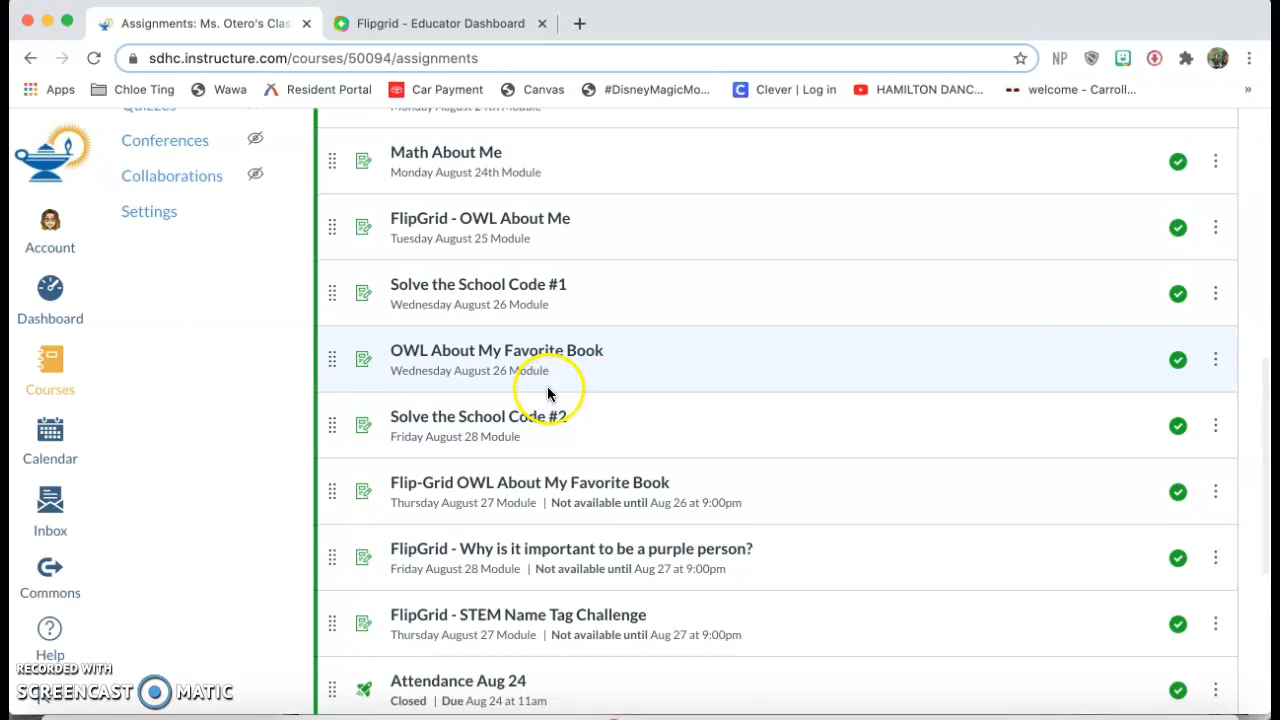 Assignments: Ms. Otero's Clas
Flipgrid - Educator Dashboard
sdhc.instructure.com/courses/50094/assignments
NP
Apps Chloe Ting Wawa Resident Portal Car Payment Canvas #DisneyMagicMo... Clever | Log in HAMILTON DANC... welcome - Carroll... »
Quizzes
Conferences
Collaborations
Settings
Account
Dashboard
Courses
Calendar
Inbox
Commons
Help
Monday August 24th Module
Math About Me
Monday August 24th Module
FlipGrid - OWL About Me
Tuesday August 25 Module
Solve the School Code #1
Wednesday August 26 Module
OWL About My Favorite Book
Wednesday August 26 Module
Solve the School Code #2
Friday August 28 Module
Flip-Grid OWL About My Favorite Book
Thursday August 27 Module | Not available until Aug 26 at 9:00pm
FlipGrid - Why is it important to be a purple person?
Friday August 28 Module | Not available until Aug 27 at 9:00pm
FlipGrid - STEM Name Tag Challenge
Thursday August 27 Module | Not available until Aug 27 at 9:00pm
Attendance Aug 24
Closed | Due Aug 24 at 11am
RECORDED WITH
SCREENCAST MATIC